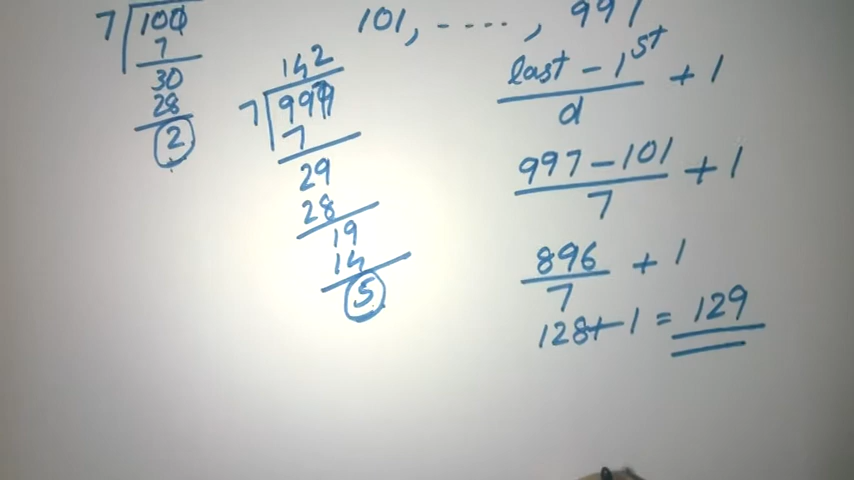 7 100
7
30
28
2
142
7 999
7
29
28
19
14
5
101, ----, 997
last - 1st + 1
d
997 - 101 + 1
7
896 + 1
7
128 + 1 = 129